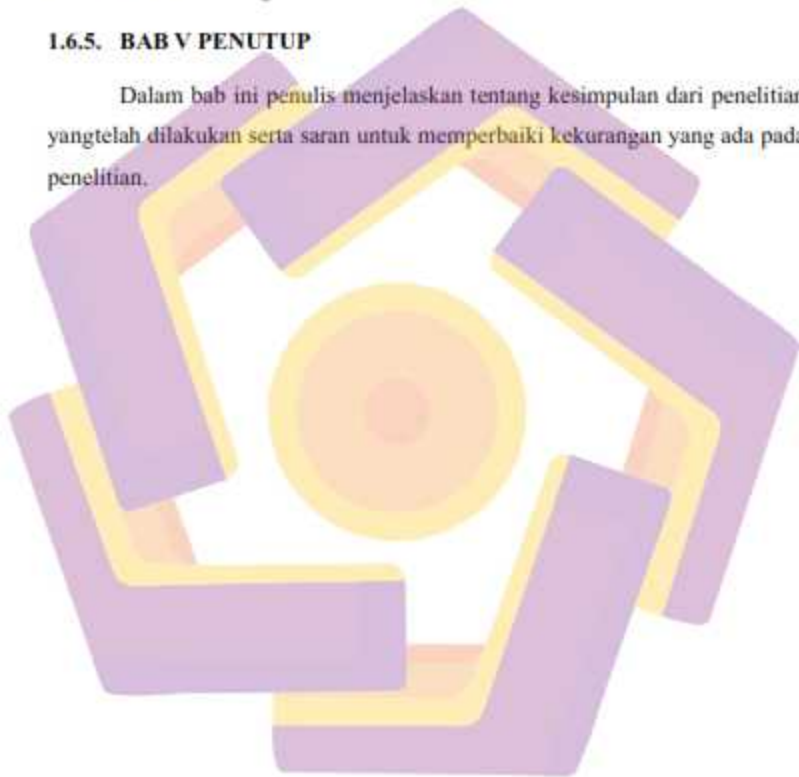 1.6.5. BAB V PENUTUP
Dalam bab ini penulis menjelaskan tentang kesimpulan dari penelitian
yangtelah dilakukan serta saran untuk memperbaiki kekurangan yang ada pada
penelitian.